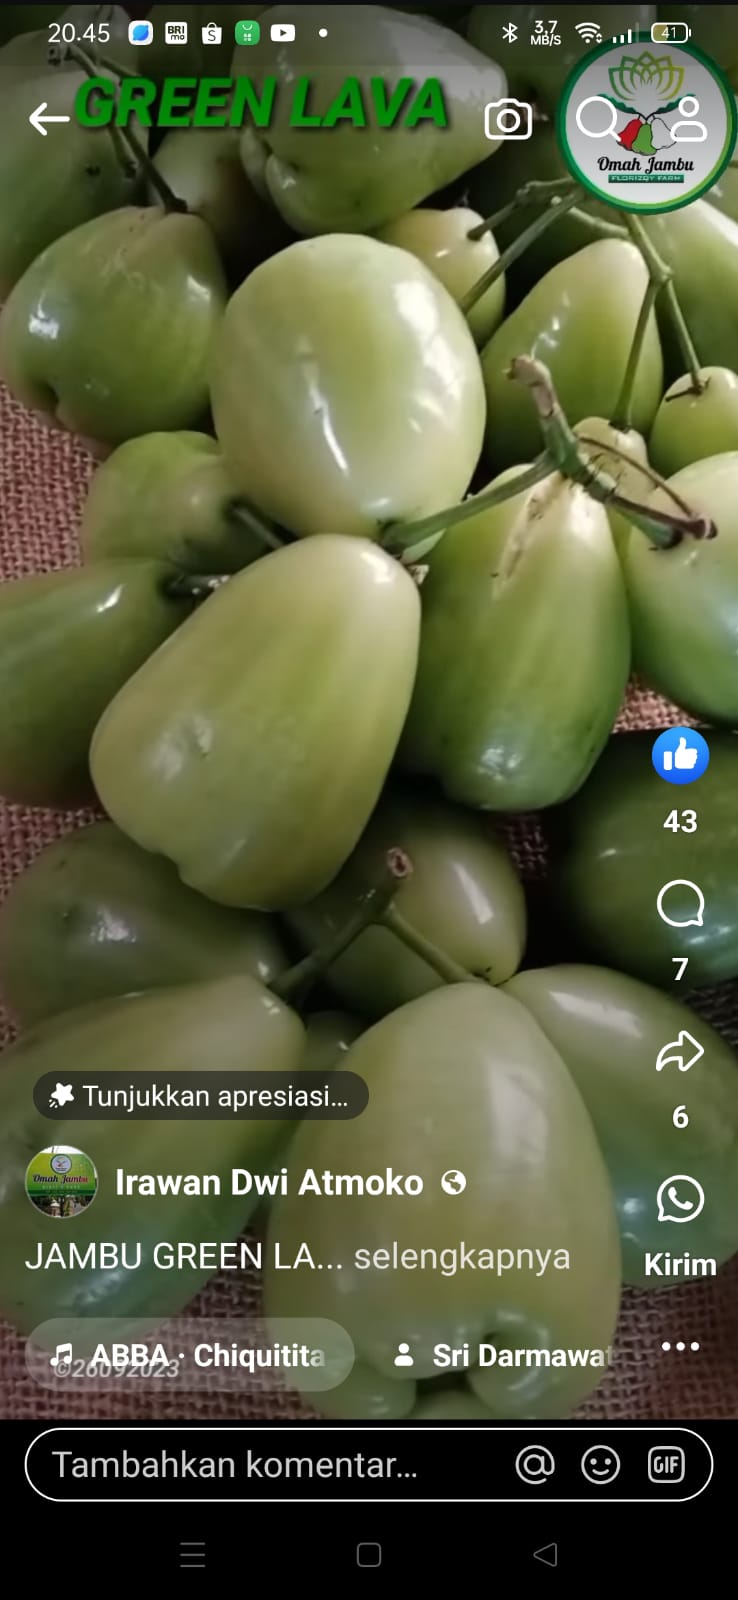 20.45
BRI
mo
3,7
MB/S
41
GREEN LAVA
Omah Jambu
FLORIZQY FARM
43
7
6
Tunjukkan apresiasi...
Irawan Dwi Atmoko
JAMBU GREEN LA... selengkapnya
Kirim
ABBA · Chiquitita
Sri Darmawat
©26092023
Tambahkan komentar...
GIF